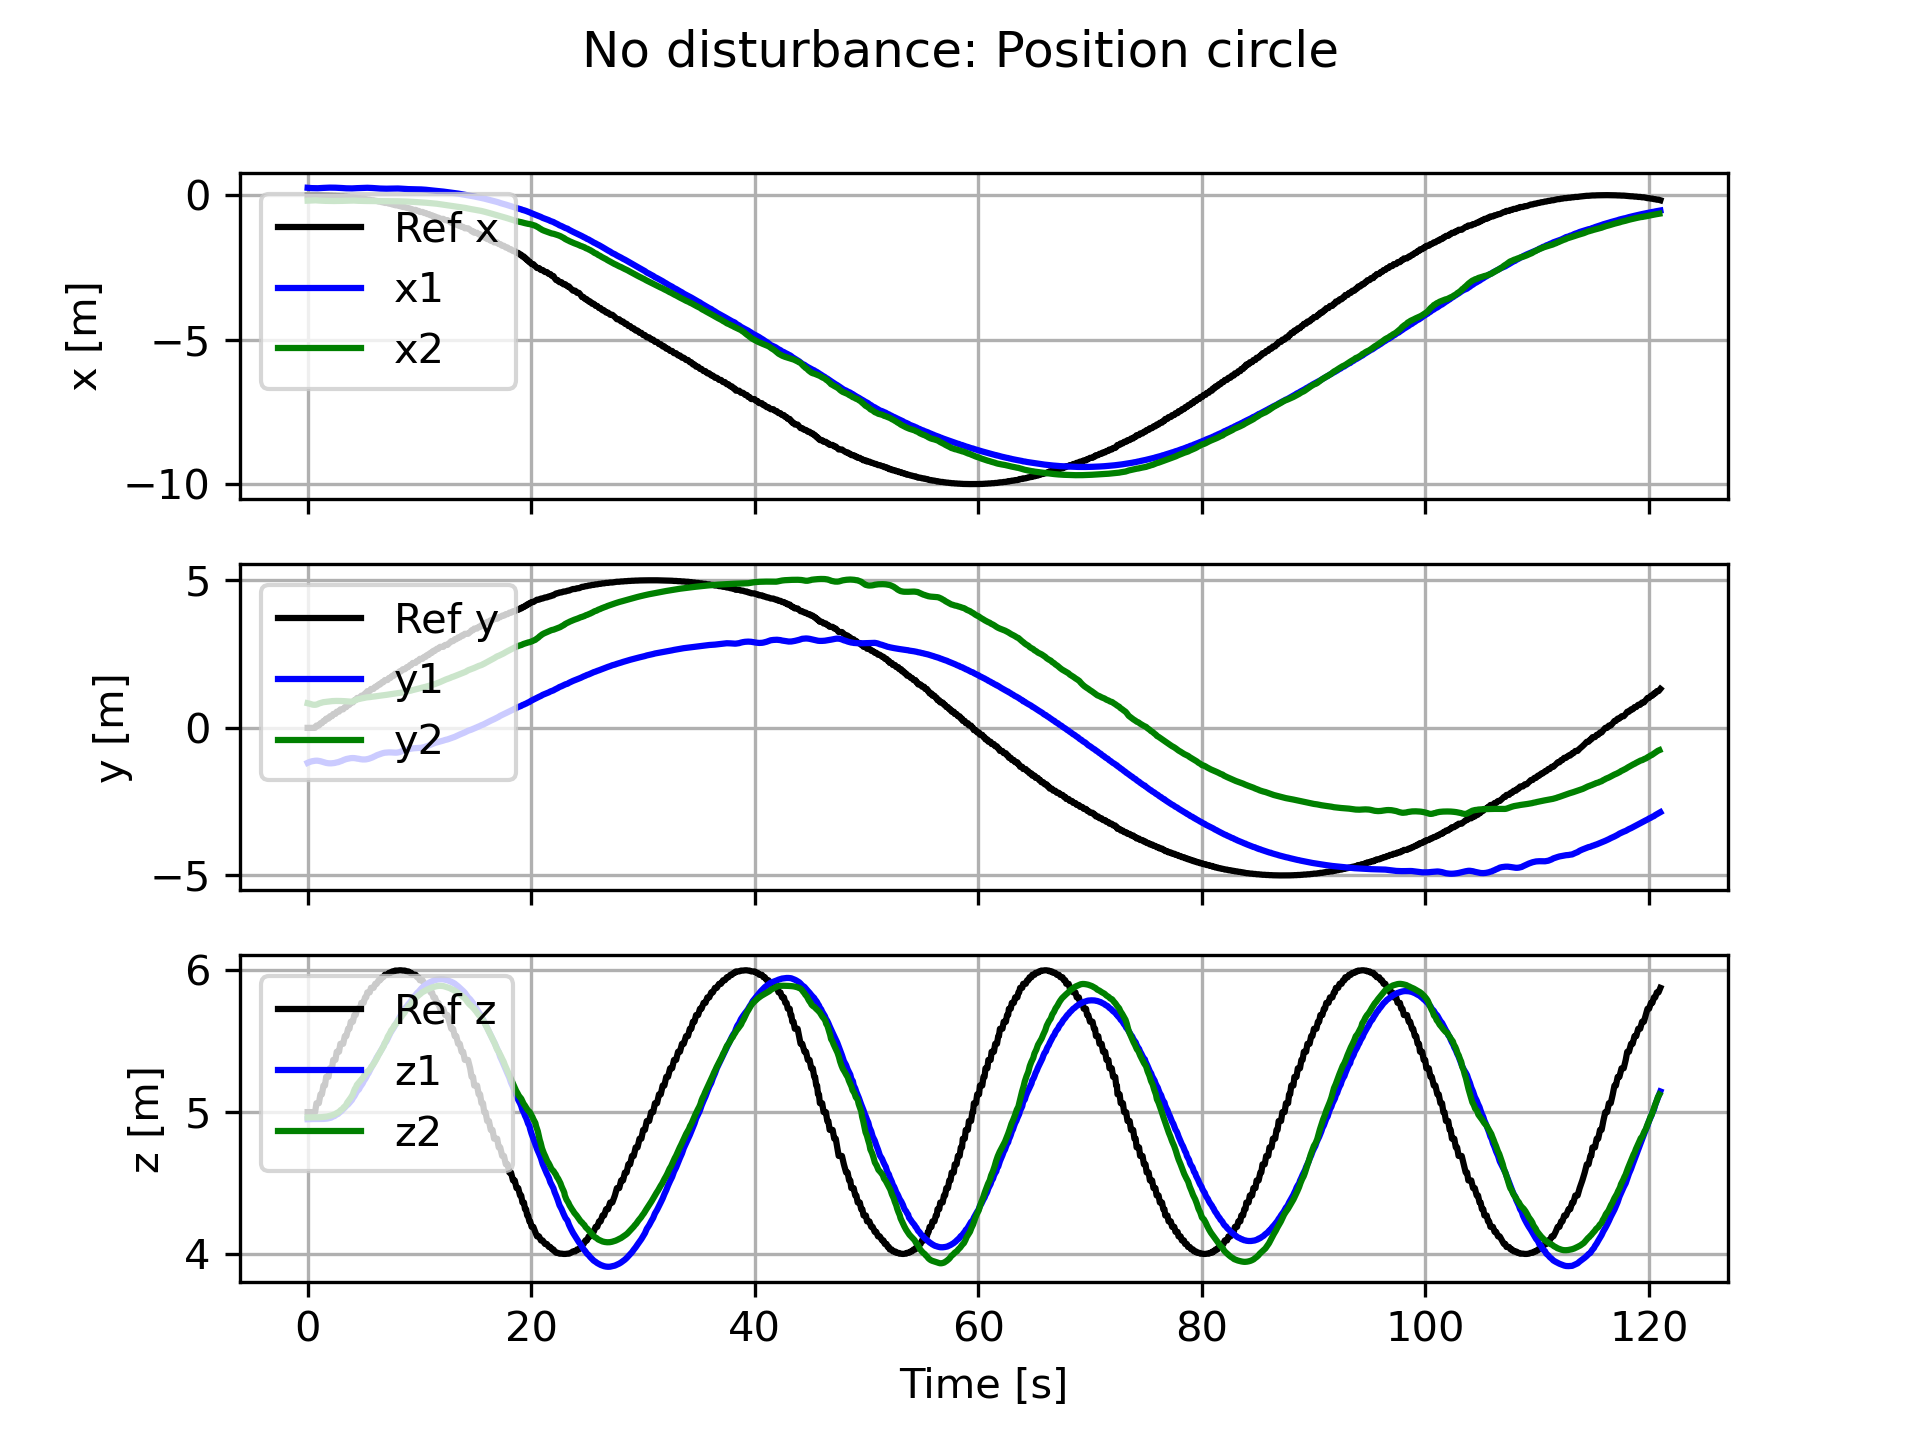 No disturbance: Position circle
0
−5
−10
x [m]
Ref x
x1
x2
5
0
−5
y [m]
Ref y
y1
y2
6
5
4
z [m]
Ref z
z1
z2
0 20 40 60 80 100 120
Time [s]